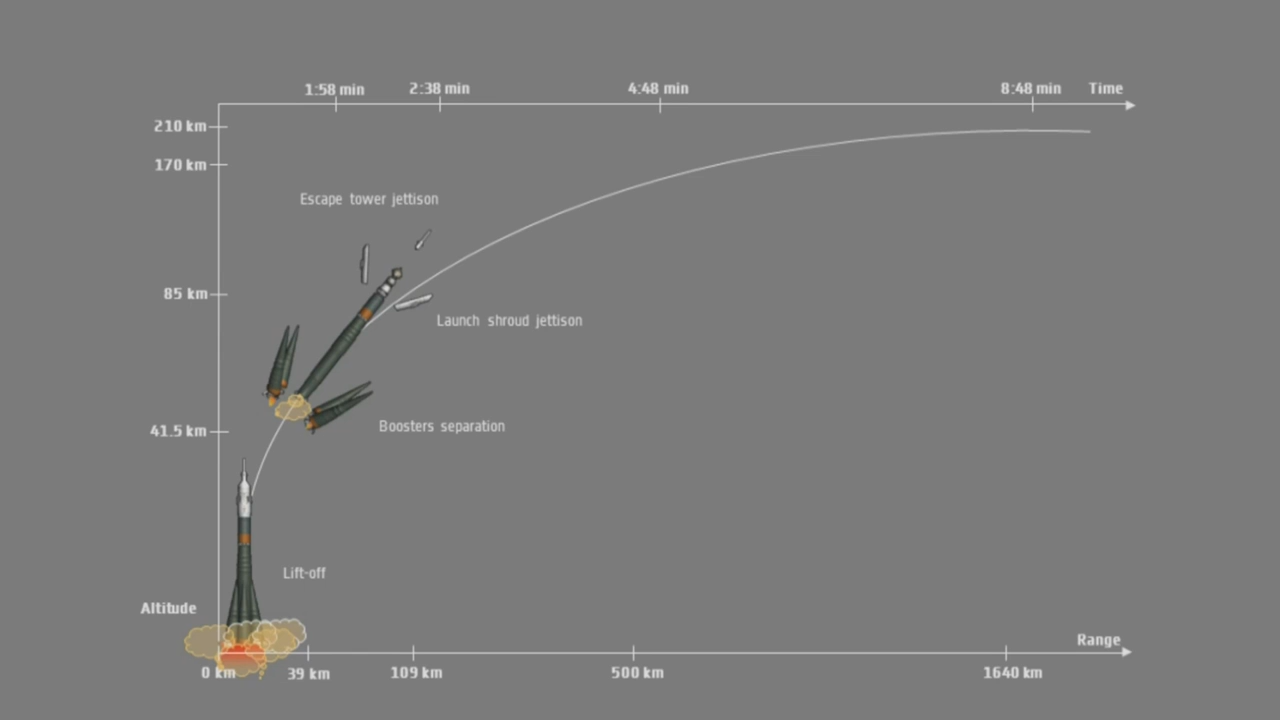 1:58 min
2:38 min
4:48 min
8:48 min
Time
210 km
170 km
Escape tower jettison
85 km
Launch shroud jettison
41.5 km
Boosters separation
Lift-off
Altitude
Range
0 km
39 km
109 km
500 km
1640 km